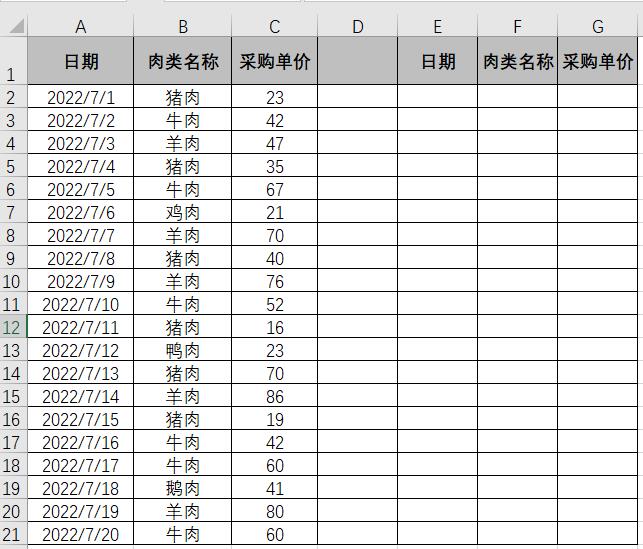 A B C D E F G
1 日期 肉类名称 采购单价 日期 肉类名称 采购单价
2 2022/7/1 猪肉 23
3 2022/7/2 牛肉 42
4 2022/7/3 羊肉 47
5 2022/7/4 猪肉 35
6 2022/7/5 牛肉 67
7 2022/7/6 鸡肉 21
8 2022/7/7 羊肉 70
9 2022/7/8 猪肉 40
10 2022/7/9 羊肉 76
11 2022/7/10 牛肉 52
12 2022/7/11 猪肉 16
13 2022/7/12 鸭肉 23
14 2022/7/13 猪肉 70
15 2022/7/14 羊肉 86
16 2022/7/15 猪肉 19
17 2022/7/16 牛肉 42
18 2022/7/17 牛肉 60
19 2022/7/18 鹅肉 41
20 2022/7/19 羊肉 80
21 2022/7/20 牛肉 60